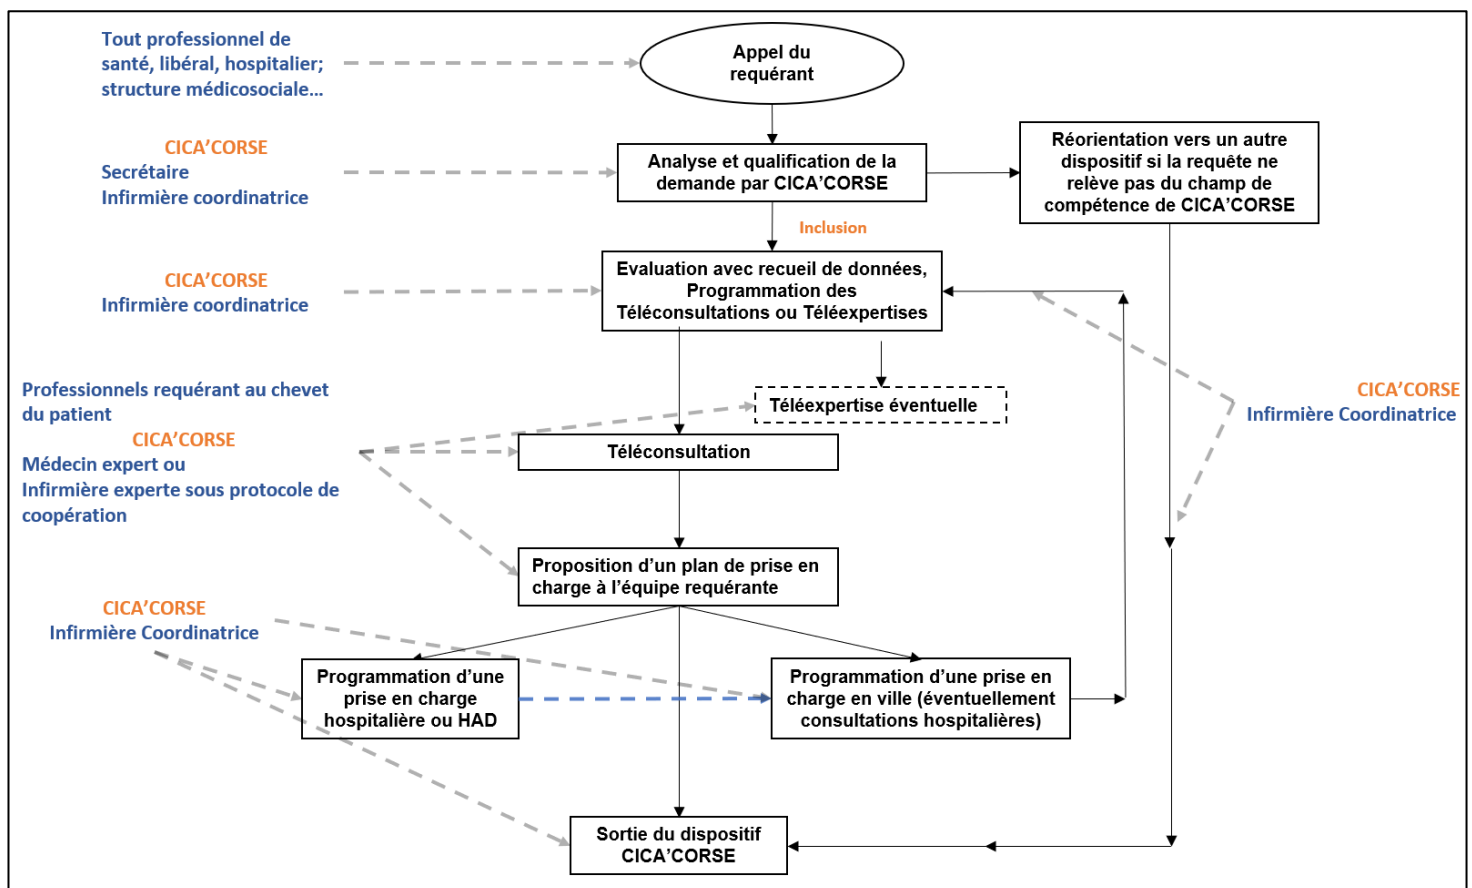 Tout professionnel de
santé, libéral, hospitalier;
structure médicosociale…
Appel du
requérant
CICA’CORSE
Secrétaire
Infirmière coordinatrice
Analyse et qualification de la
demande par CICA’CORSE
Réorientation vers un autre
dispositif si la requête ne
relève pas du champ de
compétence de CICA’CORSE
Inclusion
CICA’CORSE
Infirmière coordinatrice
Evaluation avec recueil de données,
Programmation des
Téléconsultations ou Téléexpertises
Professionnels requérant au chevet
du patient
CICA’CORSE
Médecin expert ou
Infirmière experte sous protocole de
coopération
Téléexpertise éventuelle
Téléconsultation
CICA’CORSE
Infirmière Coordinatrice
Proposition d’un plan de prise en
charge à l’équipe requérante
CICA’CORSE
Infirmière Coordinatrice
Programmation d’une
prise en charge
hospitalière ou HAD
Programmation d’une prise en
charge en ville (éventuellement
consultations hospitalières)
Sortie du dispositif
CICA’CORSE